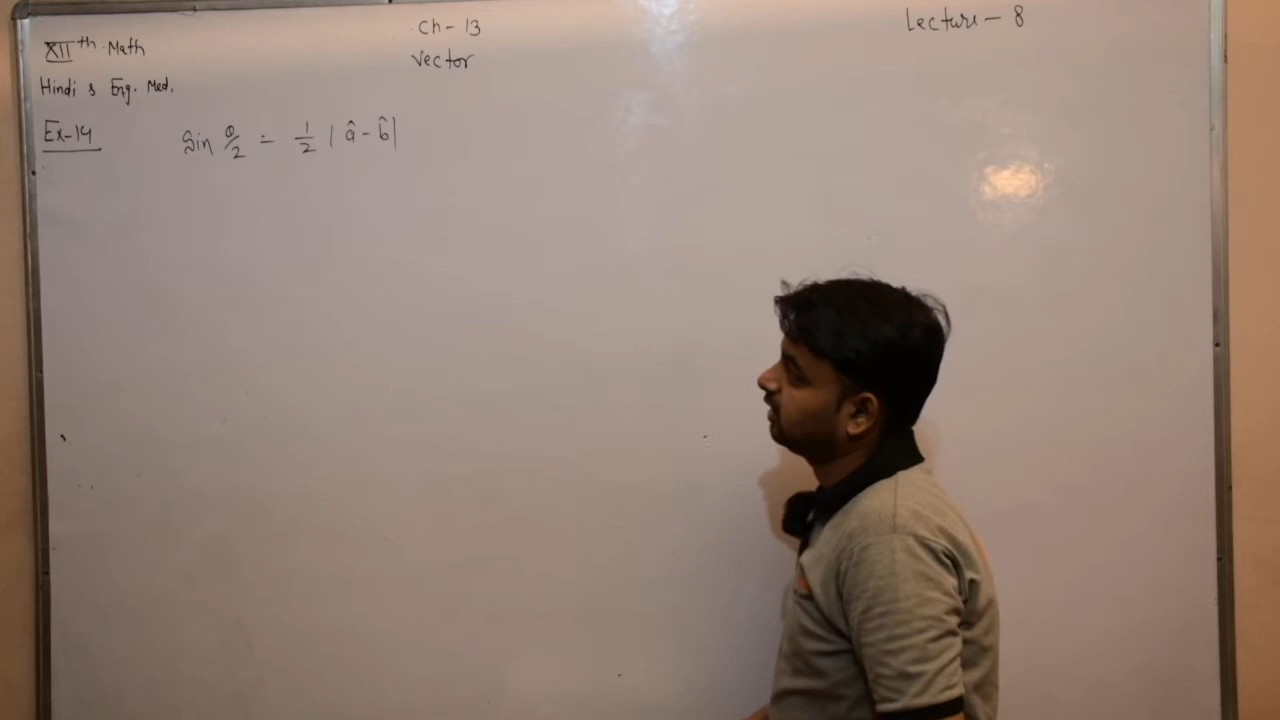 XIIth Math
Ch - 13
Lecture - 8
Vector
Hindi & Eng. Med.
Ex-14 Sin θ/2 = 1/2 | â - b̂ |